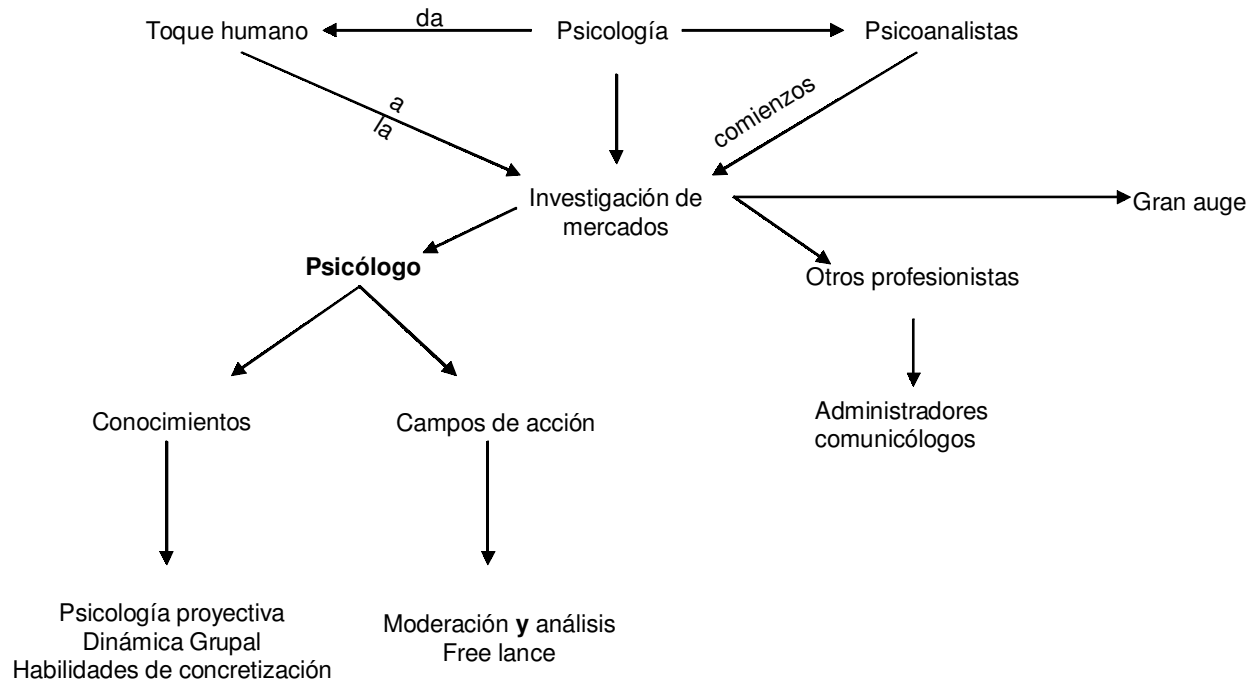 da
Toque humano
Psicología
Psicoanalistas
a
la
comienzos
Investigación de
mercados
Gran auge
Psicólogo
Otros profesionistas
Conocimientos
Campos de acción
Administradores
comunicólogos
Psicología proyectiva
Dinámica Grupal
Habilidades de concretización
Moderación y análisis
Free lance